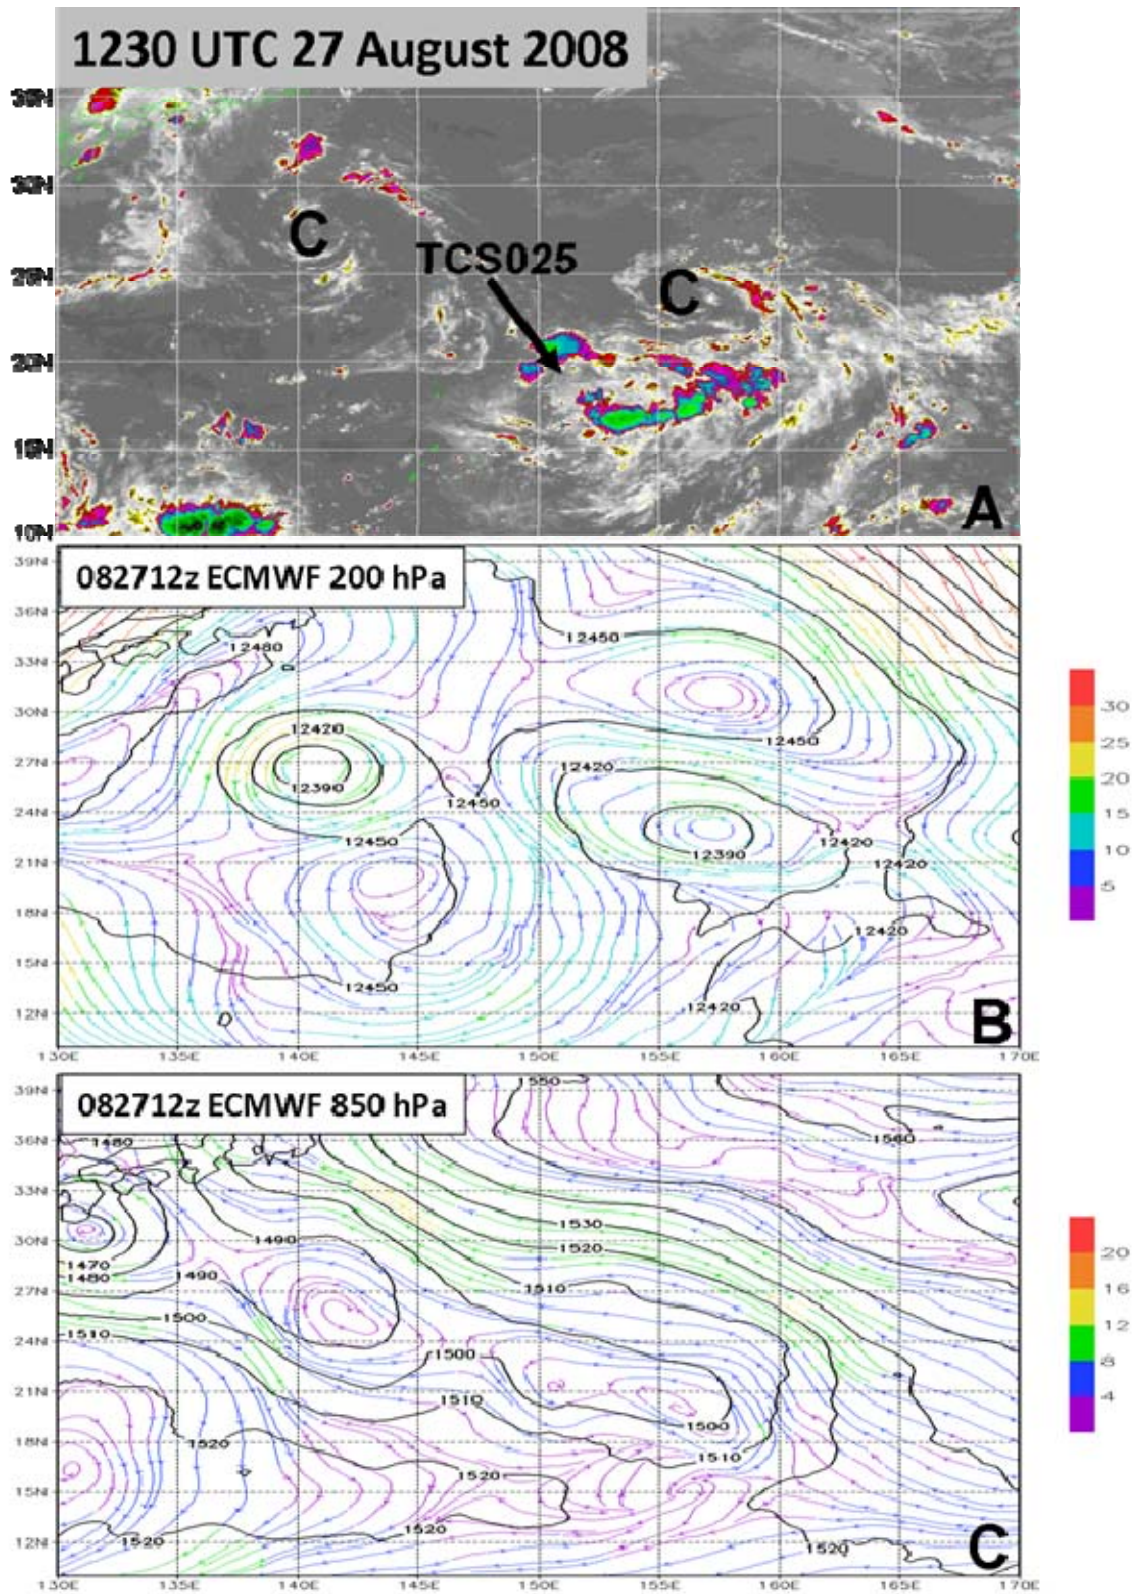 1230 UTC 27 August 2008
35N
30N
C
TCS025
25N
C
20N
15N
10N
A
082712z ECMWF 200 hPa
39N
36N
12450
33N
12480
30N
12420
12450
27N
12420
12390
12450
24N
12450
12420
12390
12420
21N
18N
12420
15N
12450
12420
12N
B
130E 135E 140E 145E 150E 155E 160E 165E 170E
30
25
20
15
10
5
082712z ECMWF 850 hPa
39N
1550
36N
1480
33N
1530
30N
1490
1520
1470
1480
1490
27N
1510
1500
1510
24N
1500
21N
1510
1500
18N
1520
1510
1520
15N
1520
12N
1520
1520
C
130E 135E 140E 145E 150E 155E 160E 165E 170E
20
16
12
8
4